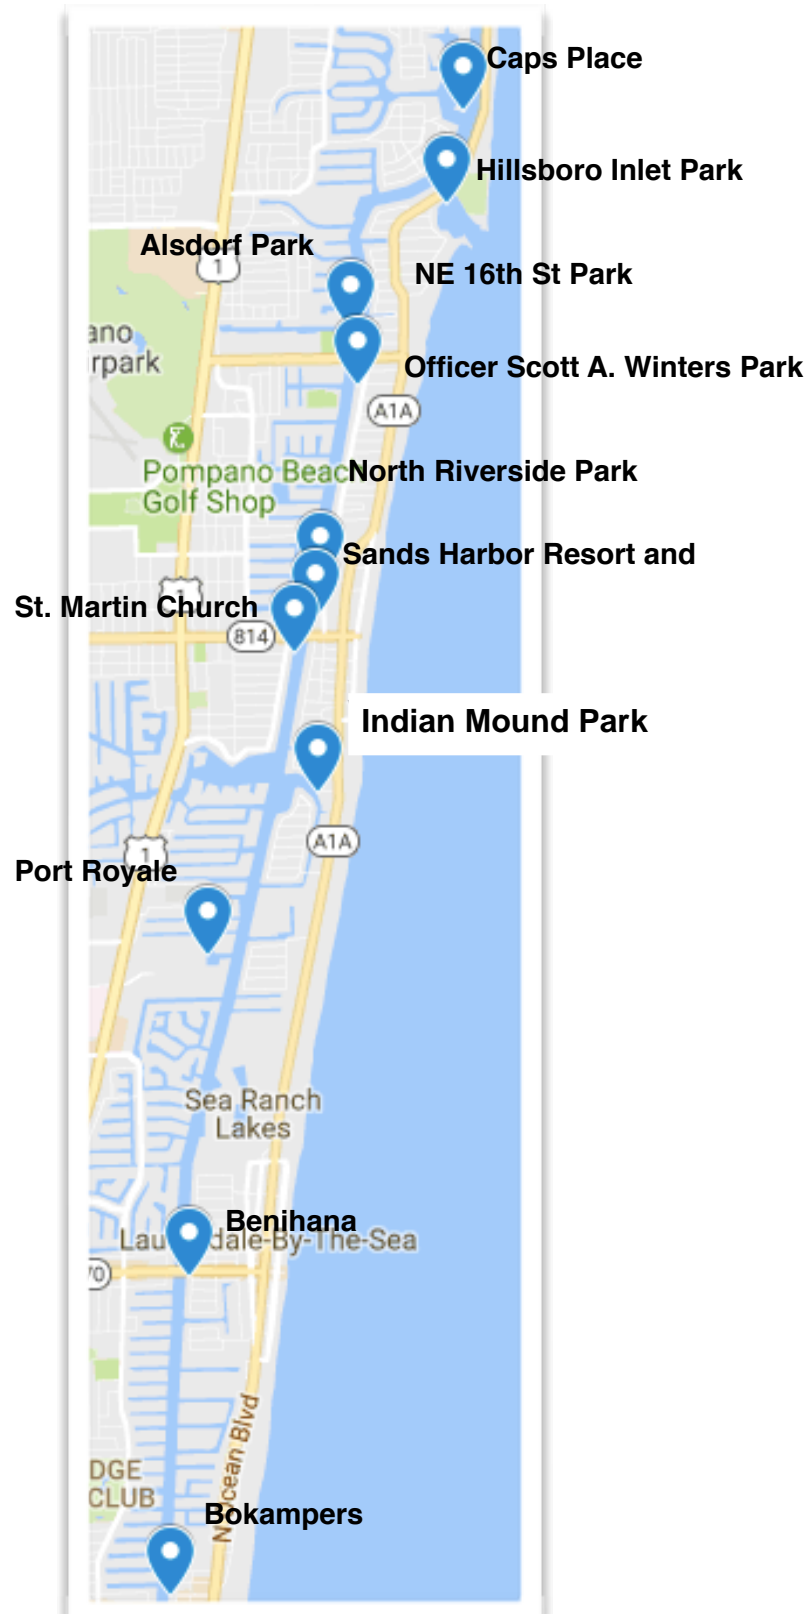 Caps Place
Hillsboro Inlet Park
Alsdorf Park
1
NE 16th St Park
ano
rpark
Officer Scott A. Winters Park
A1A
Pompano Beac
Golf Shop
North Riverside Park
Sands Harbor Resort and
1
St. Martin Church
814
Indian Mound Park
A1A
1
Port Royale
Sea Ranch
Lakes
Benihana
Lau dale-By-The-Sea
70
N Ocean Blvd
DGE
CLUB
Bokampers